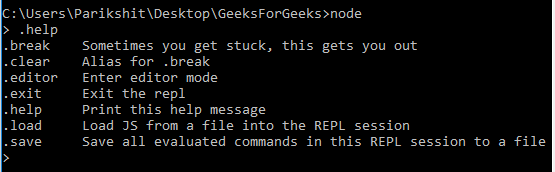 C:\Users\Parikshit\Desktop\GeeksForGeeks>node
> .help
.break    Sometimes you get stuck, this gets you out
.clear    Alias for .break
.editor   Enter editor mode
.exit     Exit the repl
.help     Print this help message
.load     Load JS from a file into the REPL session
.save     Save all evaluated commands in this REPL session to a file
>